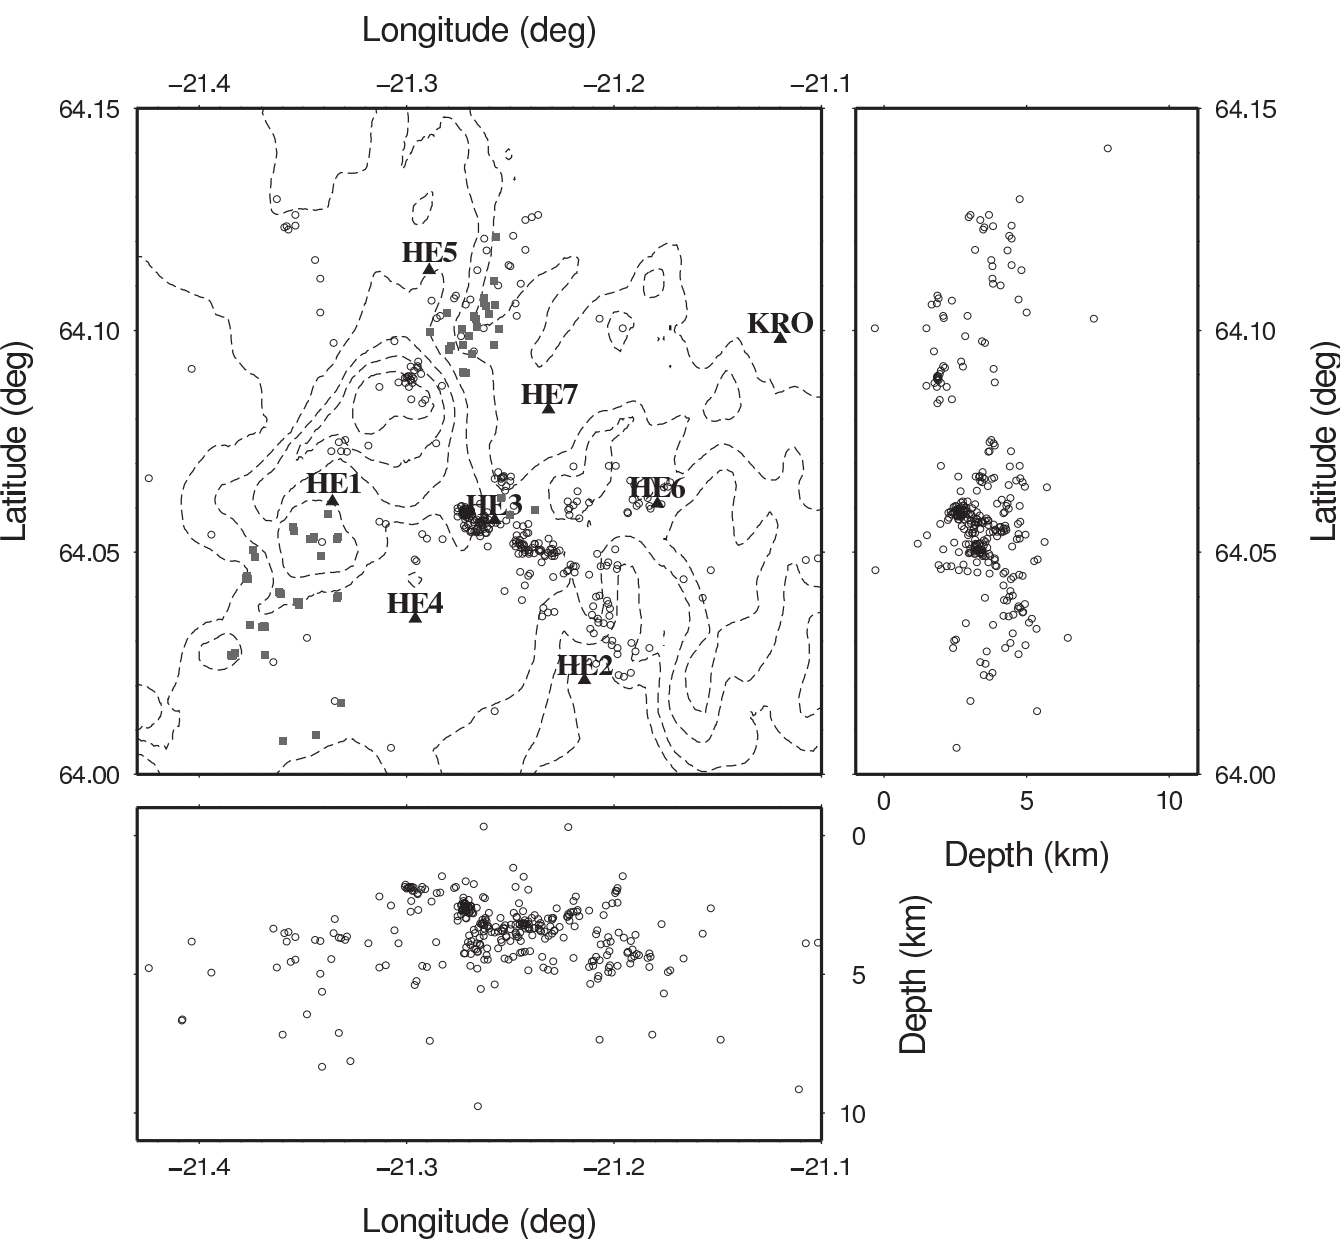 Longitude (deg)
−21.4 −21.3 −21.2 −21.1
64.15 64.15
HE5
64.10 KRO 64.10
HE7
Latitude (deg) Latitude (deg)
HE1 HE3 HE6
64.05 64.05
HE4
HE2
64.00 64.00
0 5 10
Depth (km)
0
5
10
Depth (km)
−21.4 −21.3 −21.2 −21.1
Longitude (deg)